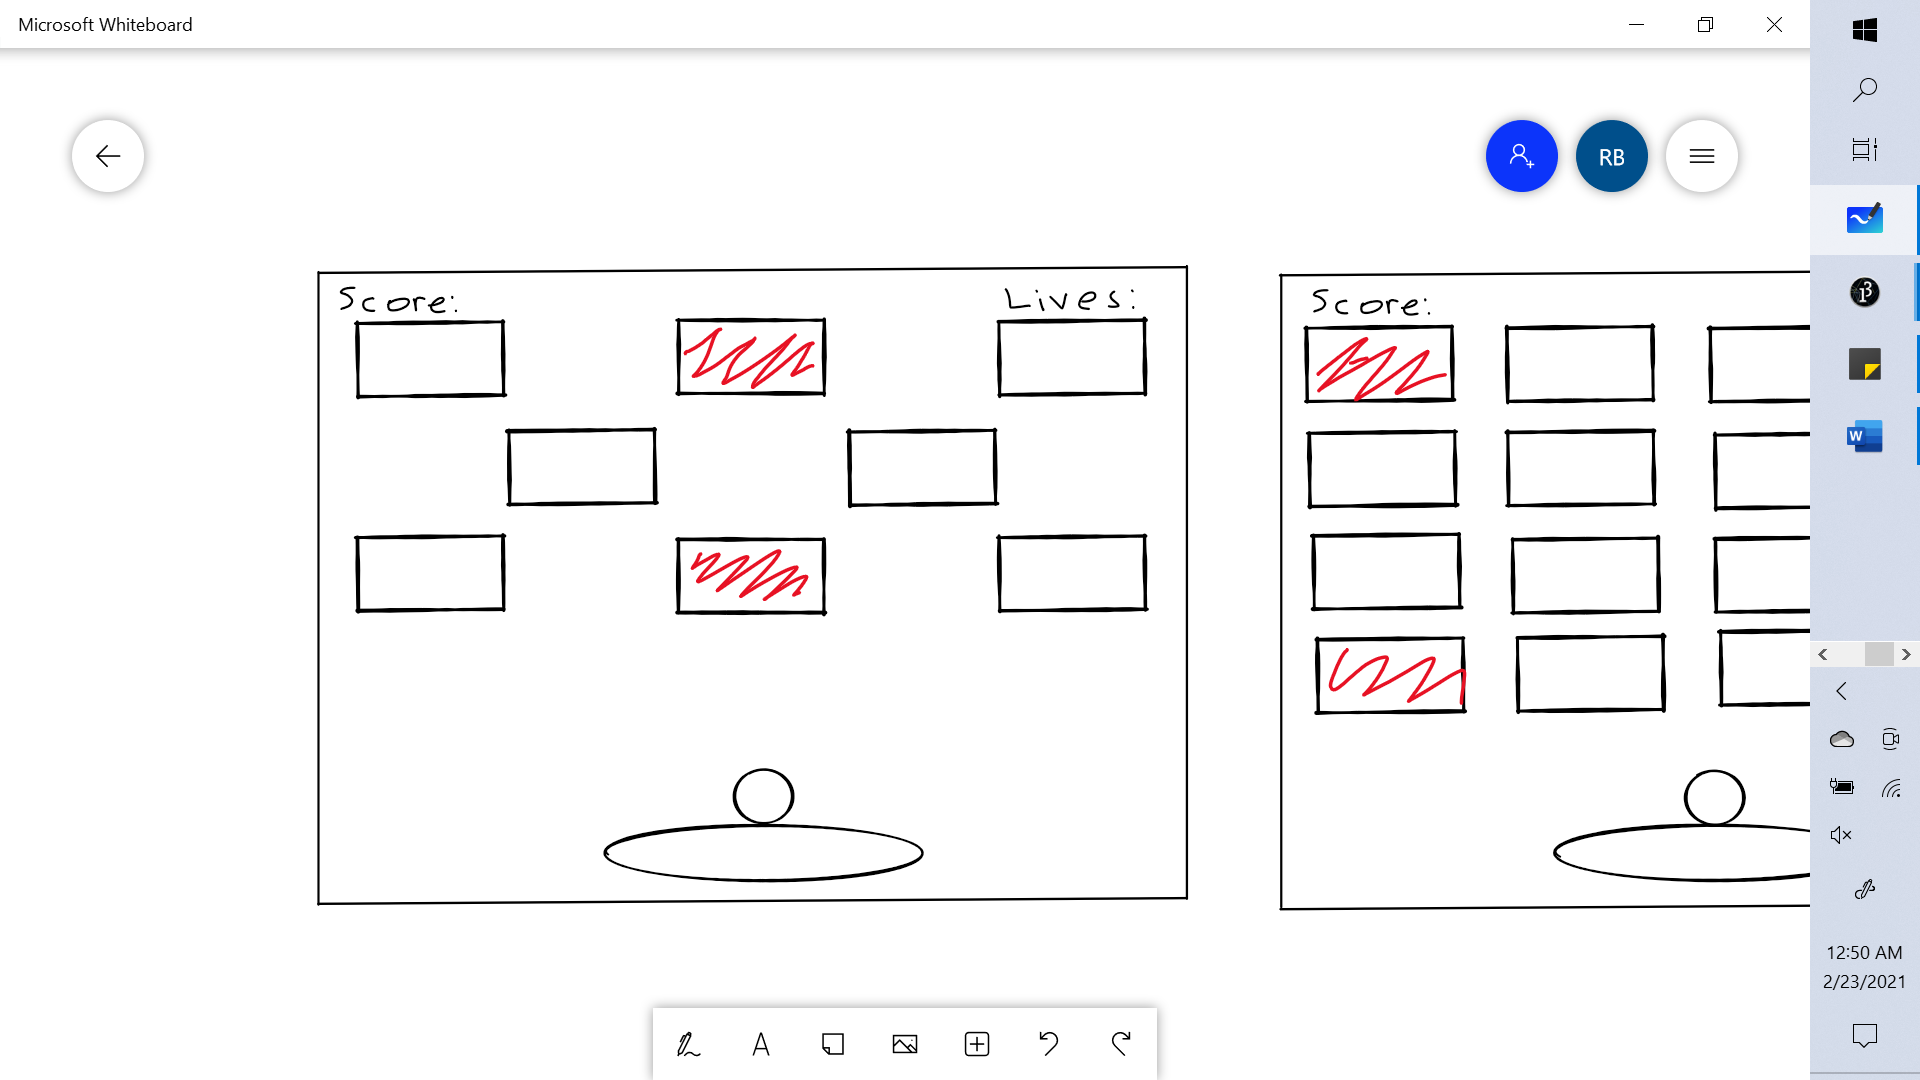 Microsoft Whiteboard
RB
Score:
Lives:
Score:
W
12:50 AM
2/23/2021